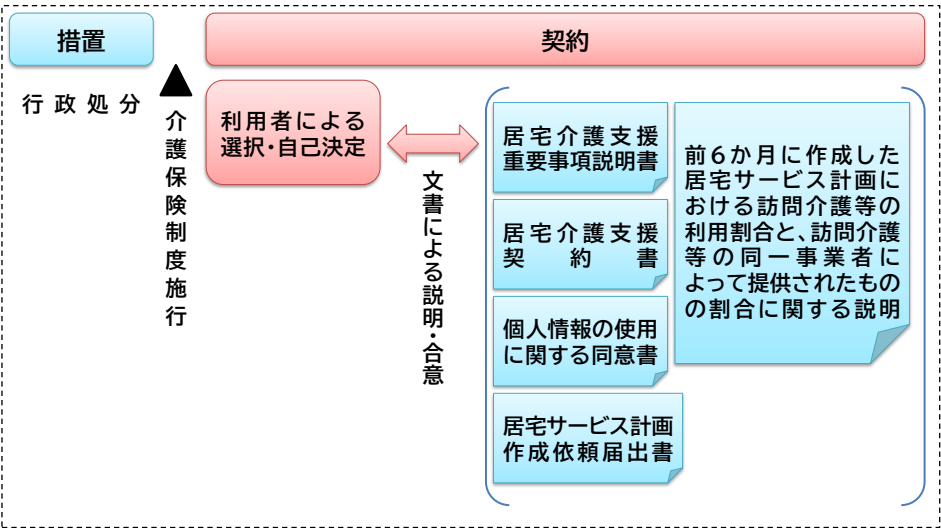 措置
行政処分
介護保険制度施行
契約
利用者による
選択・自己決定
文書による説明・合意
居宅介護支援
重要事項説明書
居宅介護支援
契約書
個人情報の使用
に関する同意書
居宅サービス計画
作成依頼届出書
前６か月に作成した
居宅サービス計画に
おける訪問介護等の
利用割合と、訪問介護
等の同一事業者に
よって提供されたもの
の割合に関する説明